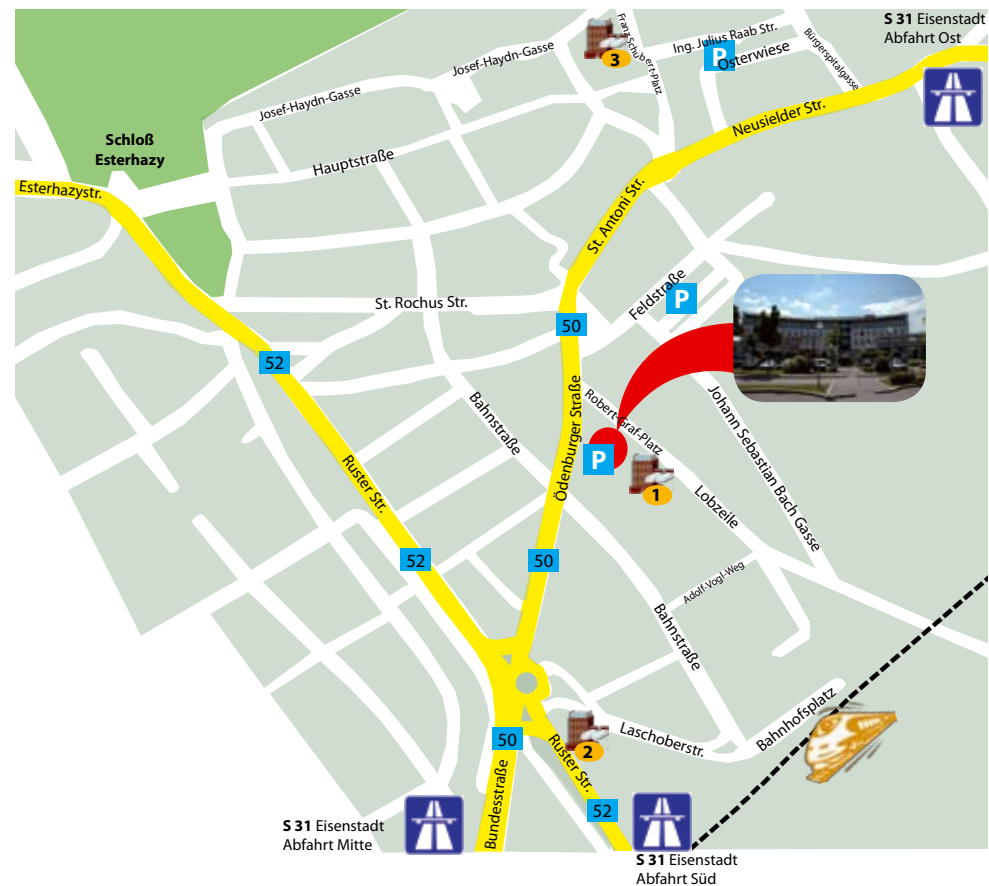 S 31 Eisenstadt
Abfahrt Ost
Franz-Schubert-Platz
Ing. Julius Raab Str.
Bürgerspitalgasse
P
Osterwiese
3
Josef-Haydn-Gasse
Josef-Haydn-Gasse
Neusielder Str.
Schloß
Esterhazy
Hauptstraße
Esterhazystr.
St. Antoni Str.
Feldstraße
P
St. Rochus Str.
50
52
Robert-Graf-Platz
Johann Sebastian Bach Gasse
Bahnstraße
Ödenburger Straße
P
1
Ruster Str.
Lobzeile
52
50
Adolf-Vogl-Weg
Bahnstraße
Bahnhofsplatz
Laschoberstr.
50
2
Ruster Str.
Bundesstraße
52
S 31 Eisenstadt
Abfahrt Mitte
S 31 Eisenstadt
Abfahrt Süd